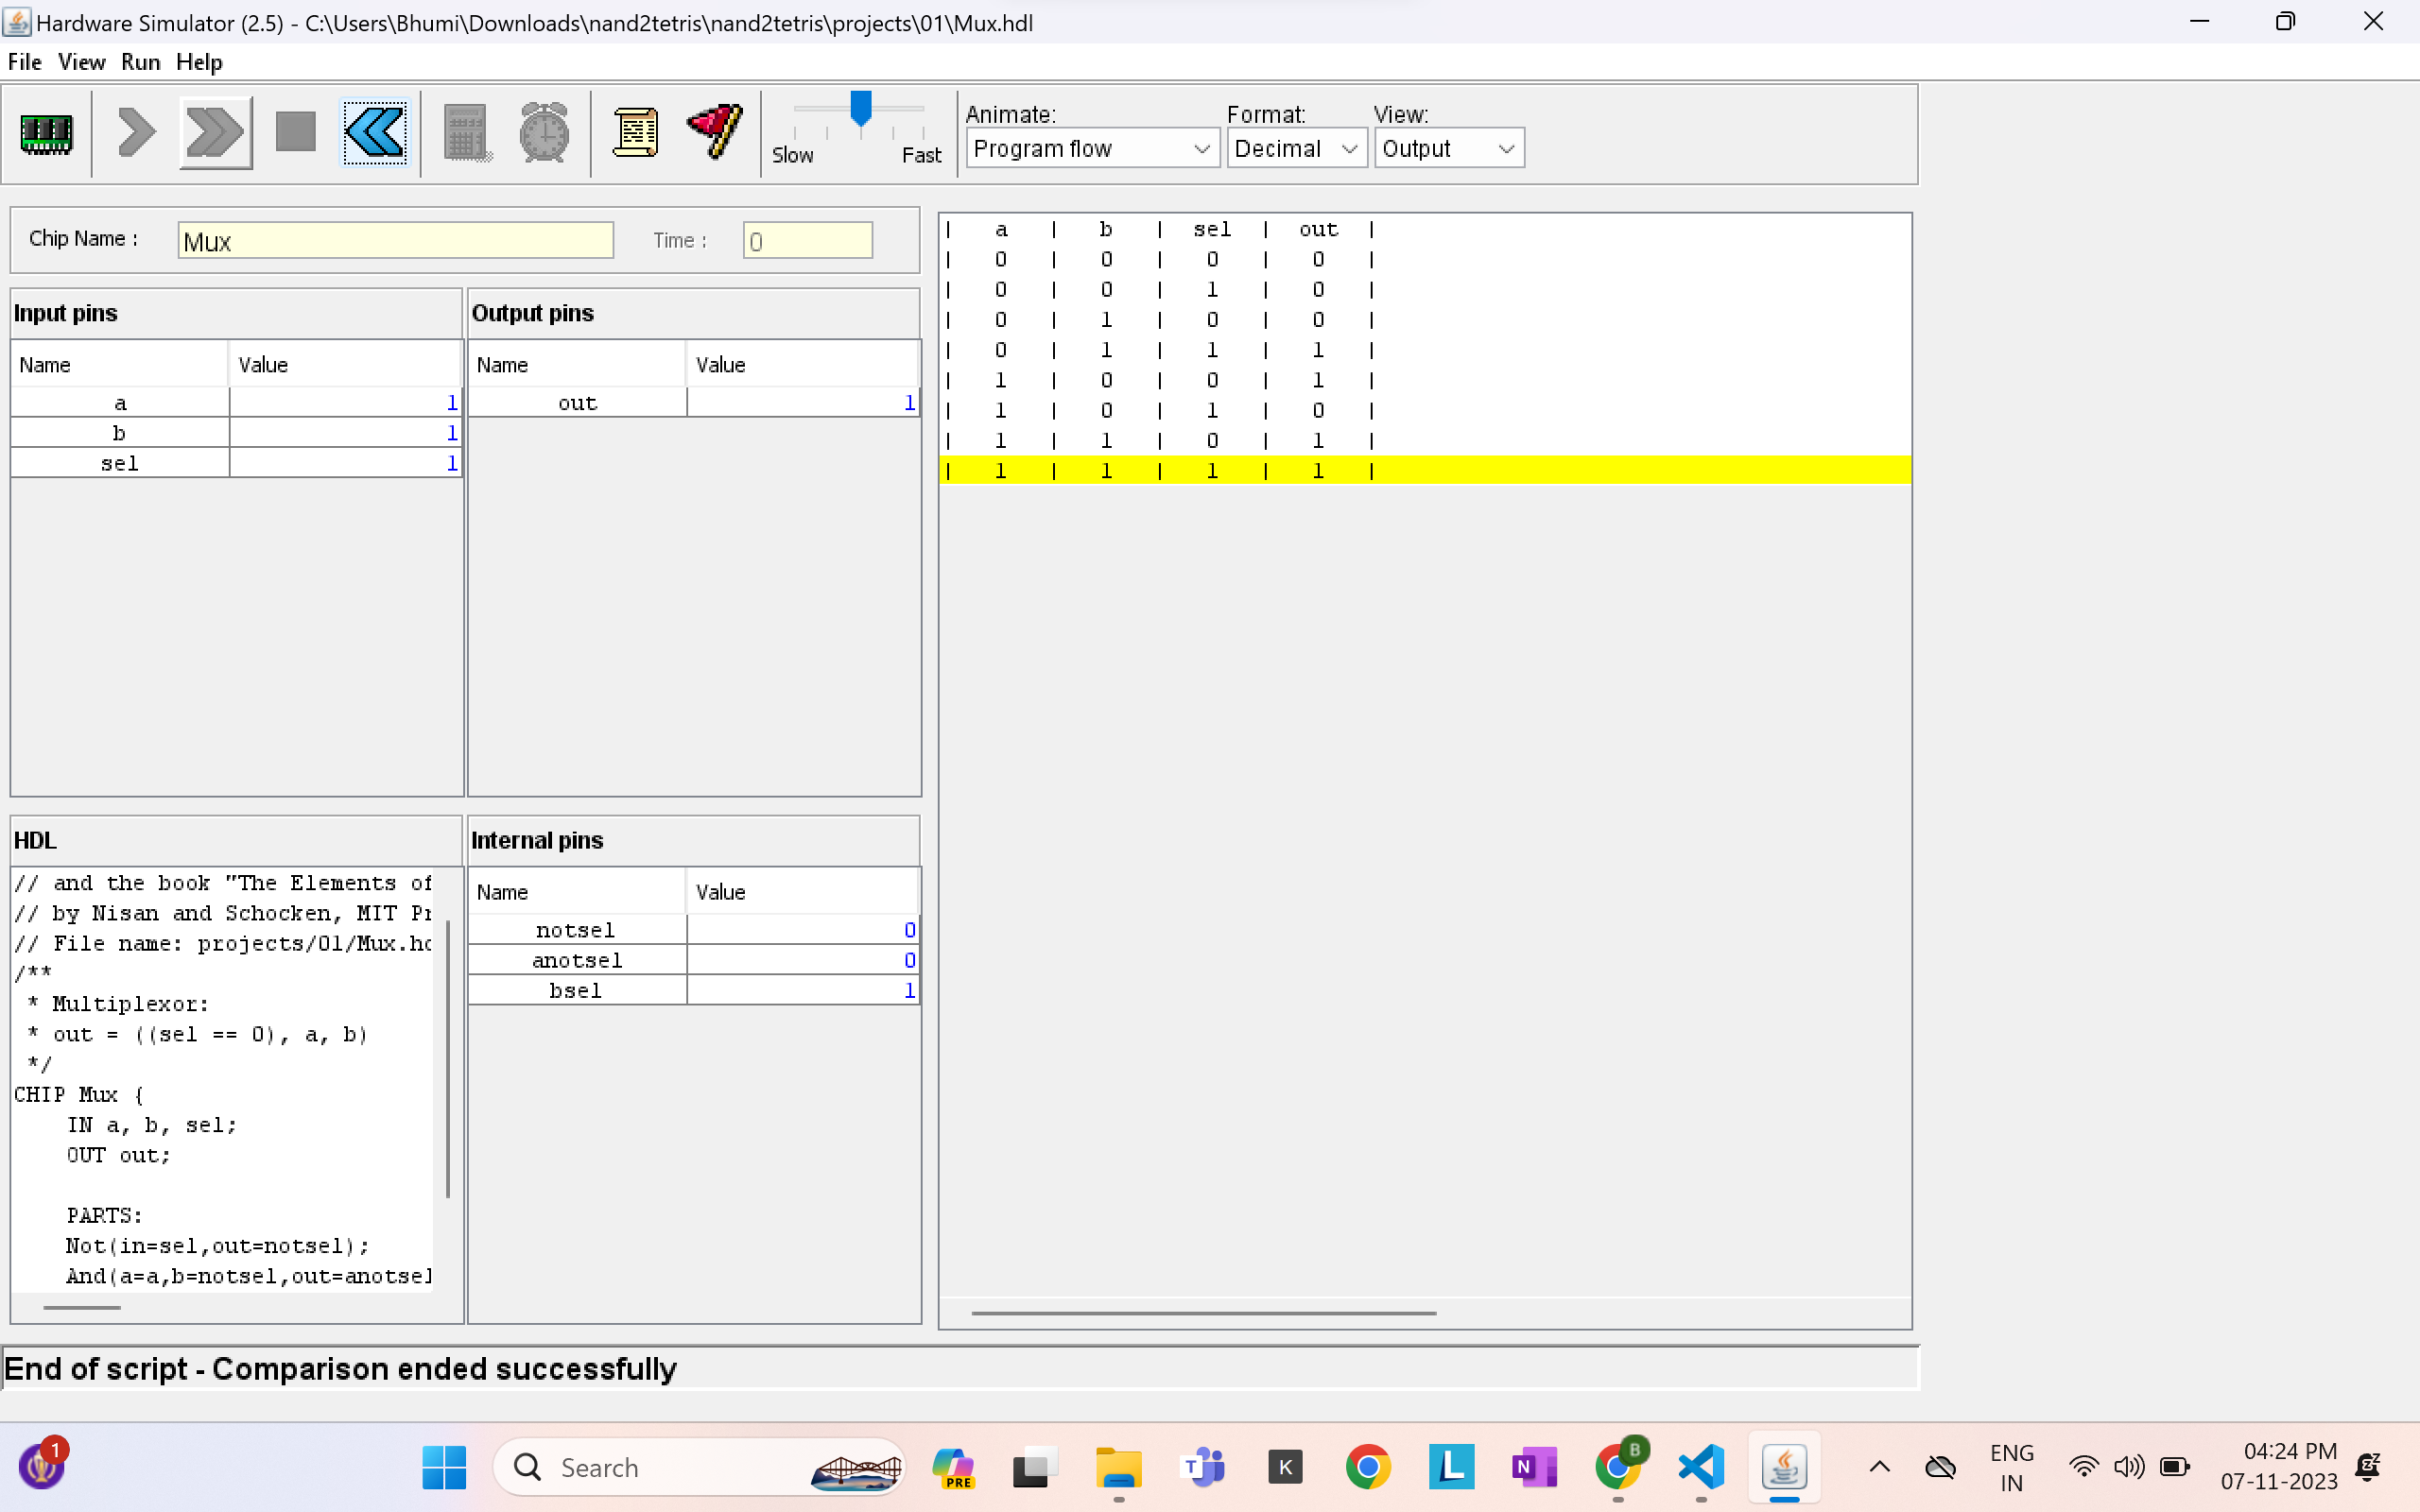 Hardware Simulator (2.5) - C:\Users\Bhumi\Downloads\nand2tetris\nand2tetris\projects\01\Mux.hdl
File View Run Help
Slow Fast
Animate: Format: View:
Program flow Decimal Output
Chip Name : Mux Time : 0
Input pins
Name Value
a 1
b 1
sel 1
Output pins
Name Value
out 1
HDL
// and the book "The Elements of
// by Nisan and Schocken, MIT Pr
// File name: projects/01/Mux.hd
/**
* Multiplexor:
* out = ((sel == 0), a, b)
*/
CHIP Mux {
IN a, b, sel;
OUT out;
PARTS:
Not(in=sel,out=notsel);
And(a=a,b=notsel,out=anotsel
Internal pins
Name Value
notsel 0
anotsel 0
bsel 1
| a | b | sel | out |
| 0 | 0 | 0 | 0 |
| 0 | 0 | 1 | 0 |
| 0 | 1 | 0 | 0 |
| 0 | 1 | 1 | 1 |
| 1 | 0 | 0 | 1 |
| 1 | 0 | 1 | 0 |
| 1 | 1 | 0 | 1 |
| 1 | 1 | 1 | 1 |
End of script - Comparison ended successfully
1
Search
PRE
T
K
L
N
B
ENG
IN
04:24 PM
07-11-2023